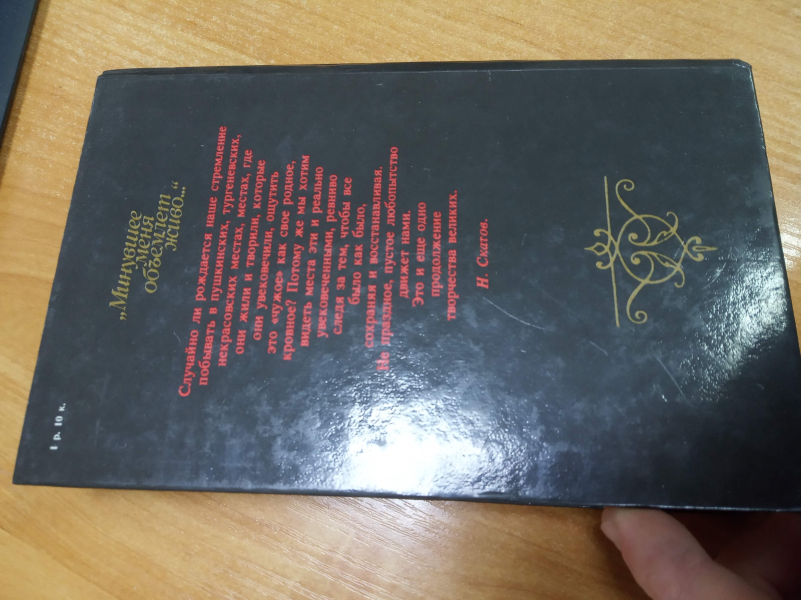 „Минувшее
меня
объемлет
живо..."
Случайно ли рождается наше стремление
побывать в пушкинских, тургеневских,
некрасовских местах, местах, где
они жили и творили, которые
они увековечили, ощутить
это «чужое» как свое родное,
кровное? Потому же мы хотим
видеть места эти и реально
увековеченными, ревниво
следя за тем, чтобы все
было как было,
сохраняя и восстанавливая.
Не праздное, пустое любопытство
движет нами.
Это и еще одно
продолжение
творчества великих.
Н. Скатов.
1 р. 10 к.